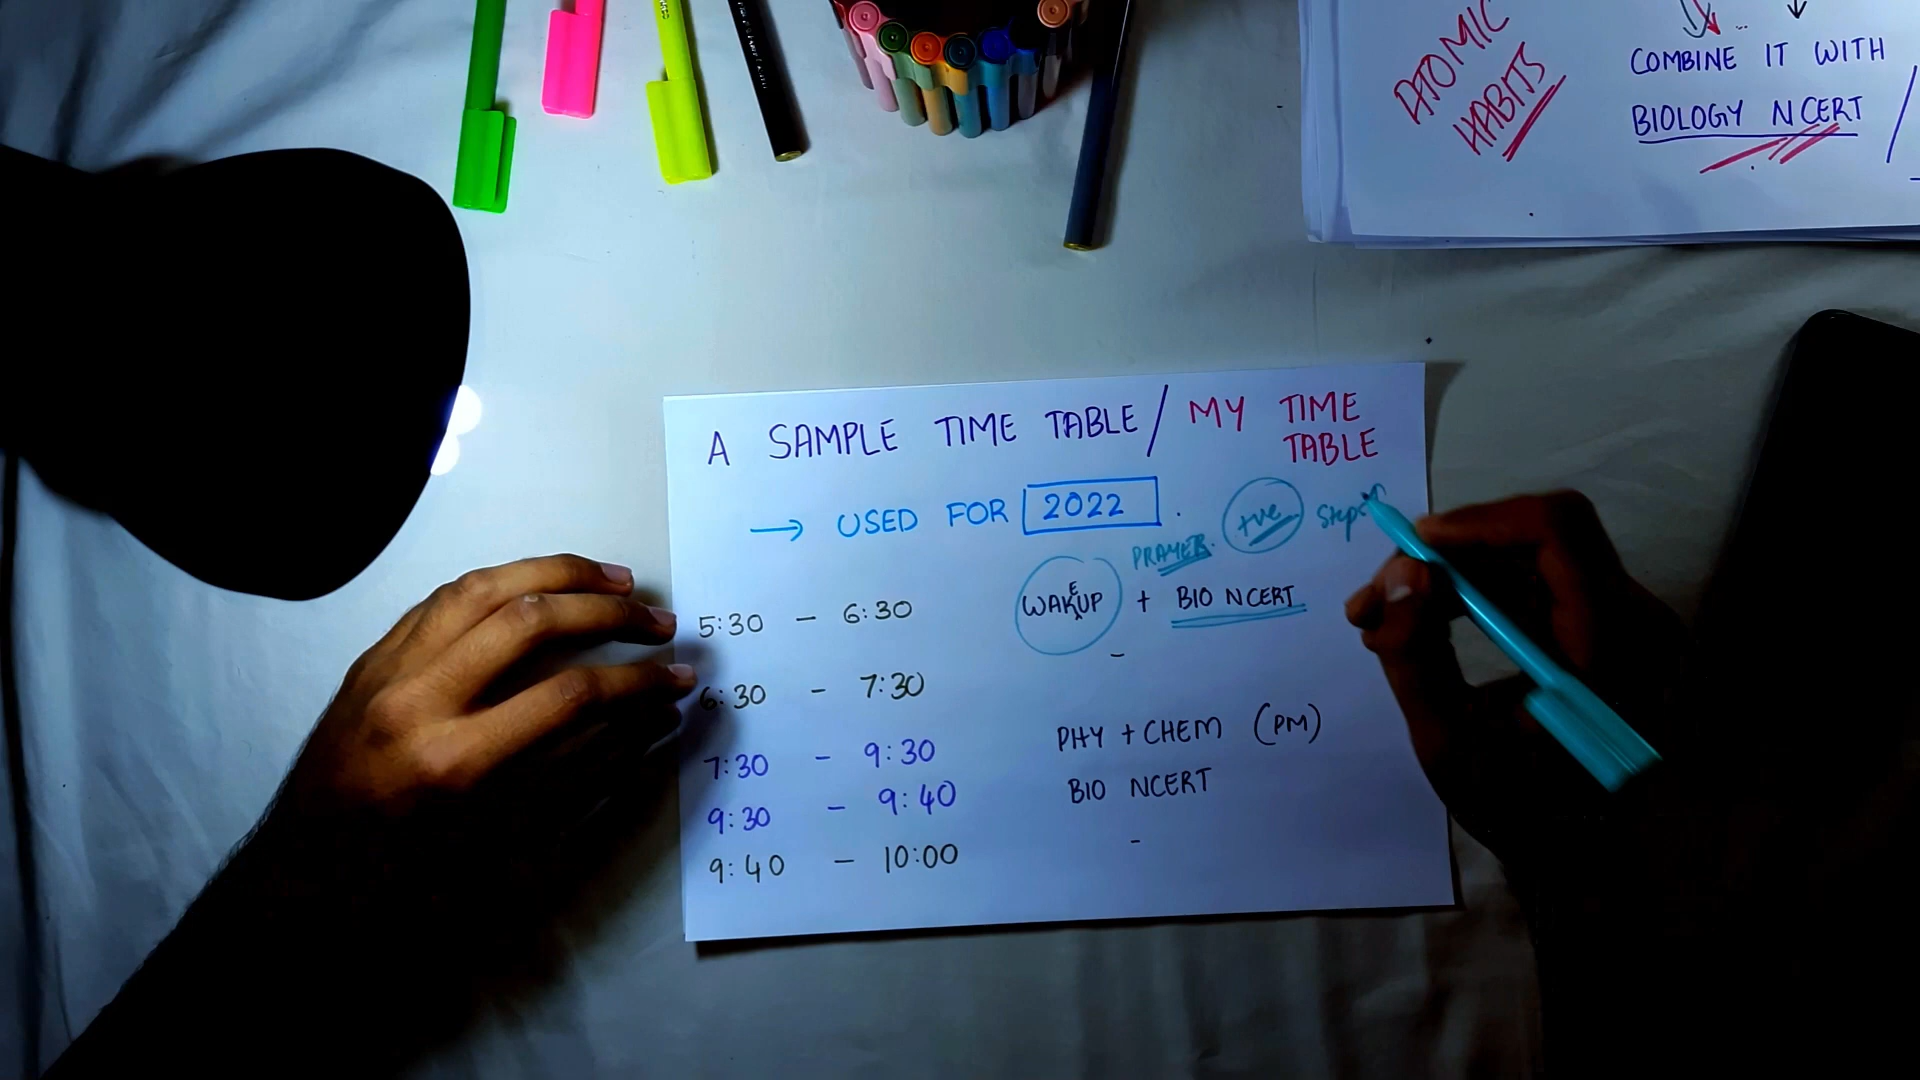 ATOMIC
HABITS
COMBINE IT WITH
BIOLOGY NCERT /
A SAMPLE TIME TABLE / MY TIME
TABLE
→ USED FOR 2022 .
PRAYER. +ve Steps
5:30 - 6:30 WAKEUP + BIO NCERT
6:30 - 7:30 -
7:30 - 9:30 PHY + CHEM (PM)
9:30 - 9:40 BIO NCERT
9:40 - 10:00 -